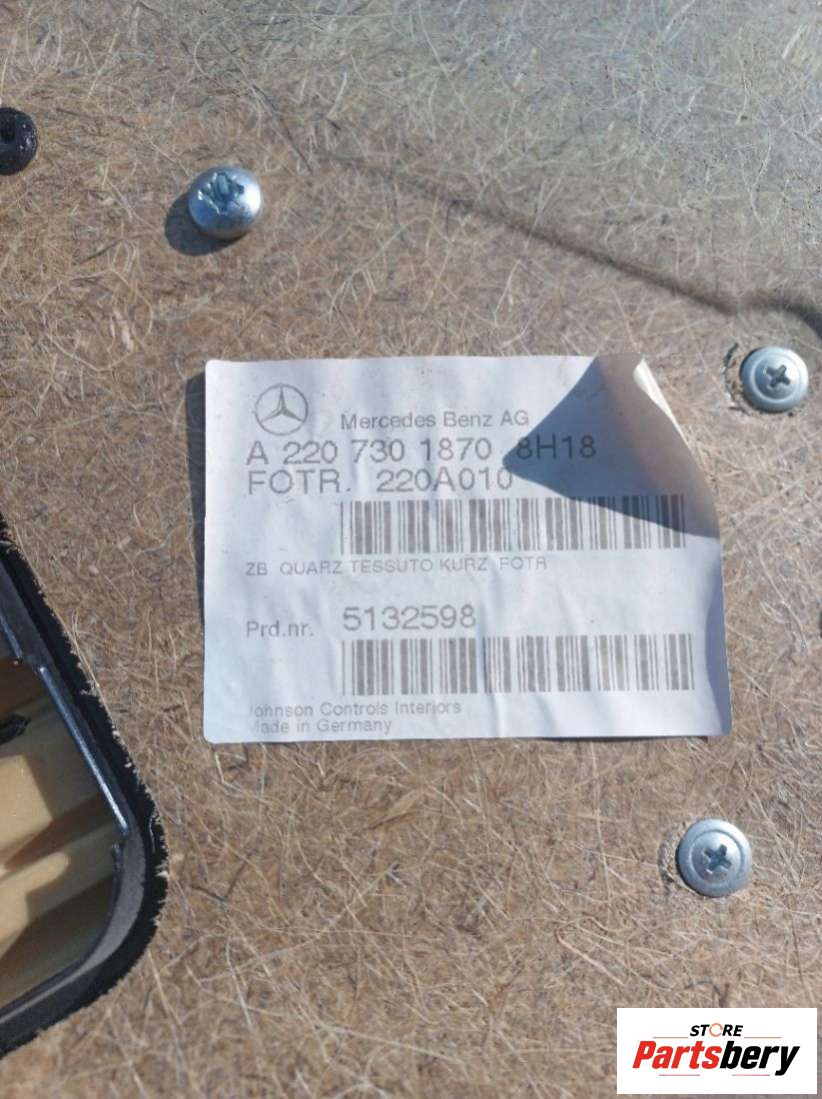 Mercedes Benz AG
A 220 730 1870 8H18
FOTR. 220A010
ZB QUARZ TESSUTO KURZ FOTR
Prd.nr. 5132598
Johnson Controls Interiors
Made in Germany
STORE
Partsbery